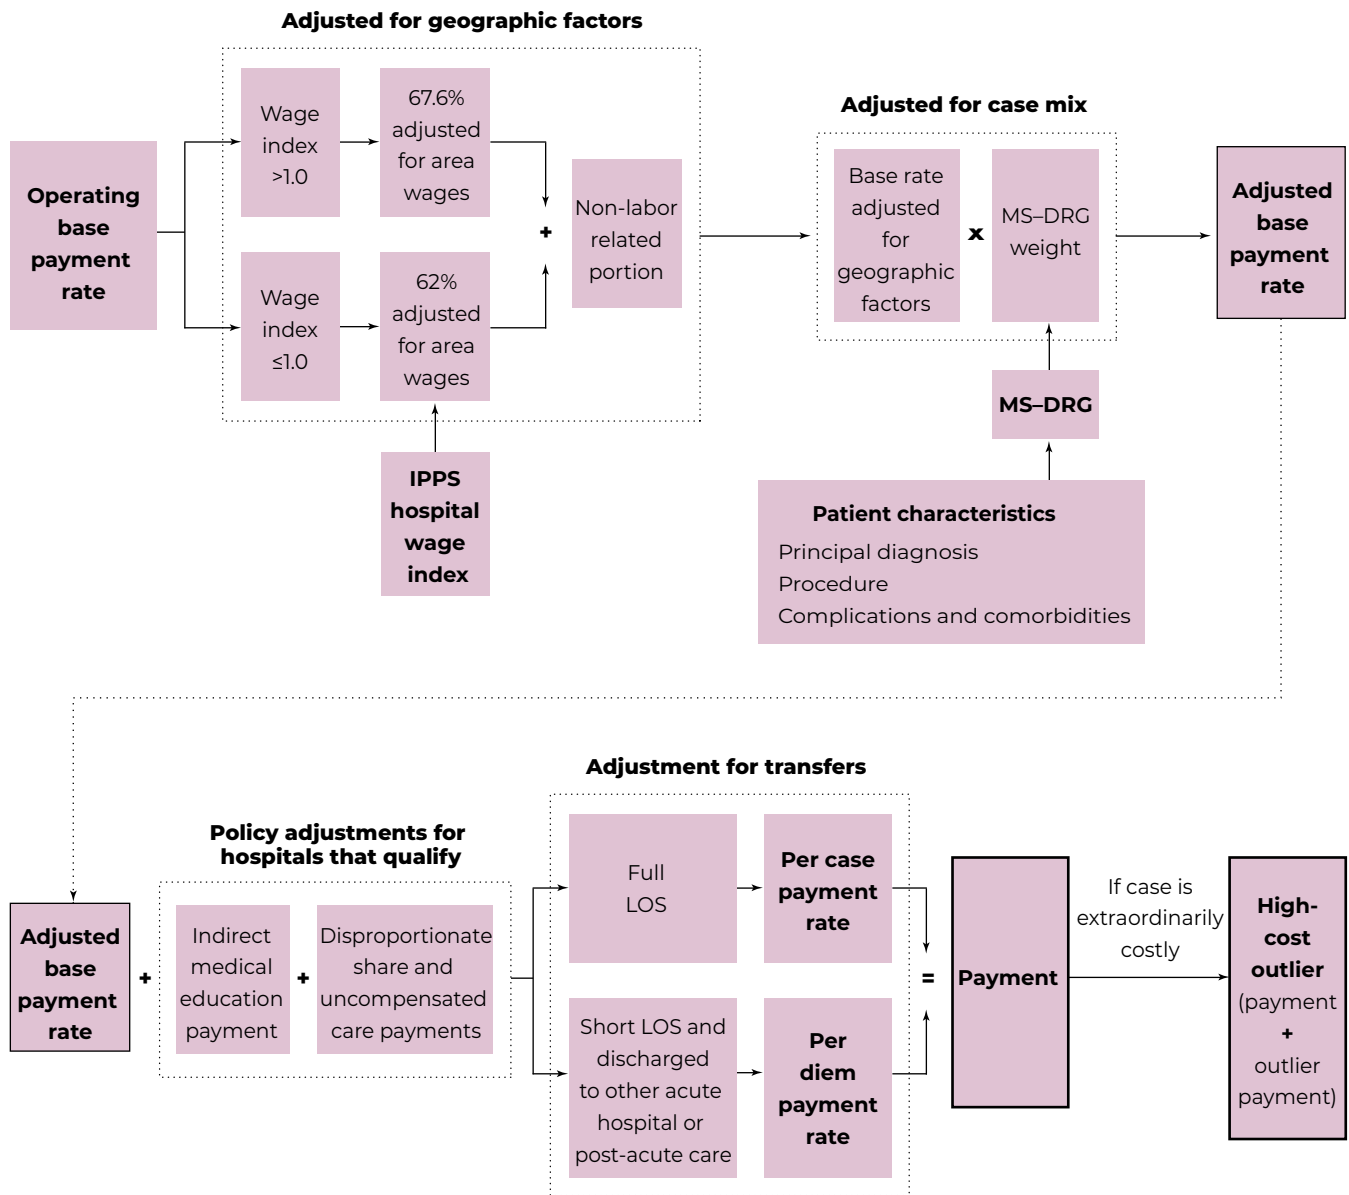 Adjusted for geographic factors
Operating
base
payment
rate
Wage
index
>1.0
67.6%
adjusted
for area
wages
Wage
index
≤1.0
62%
adjusted
for area
wages
+
Non-labor
related
portion
IPPS
hospital
wage
index
Adjusted for case mix
Base rate
adjusted
for
geographic
factors
x
MS–DRG
weight
MS–DRG
Patient characteristics
Principal diagnosis
Procedure
Complications and comorbidities
Adjusted
base
payment
rate
Adjusted
base
payment
rate
+
Policy adjustments for
hospitals that qualify
Indirect
medical
education
payment
+
Disproportionate
share and
uncompensated
care payments
Adjustment for transfers
Full
LOS
Per case
payment
rate
Short LOS and
discharged
to other acute
hospital or
post-acute care
Per
diem
payment
rate
=
Payment
If case is
extraordinarily
costly
High-
cost
outlier
(payment
+
outlier
payment)